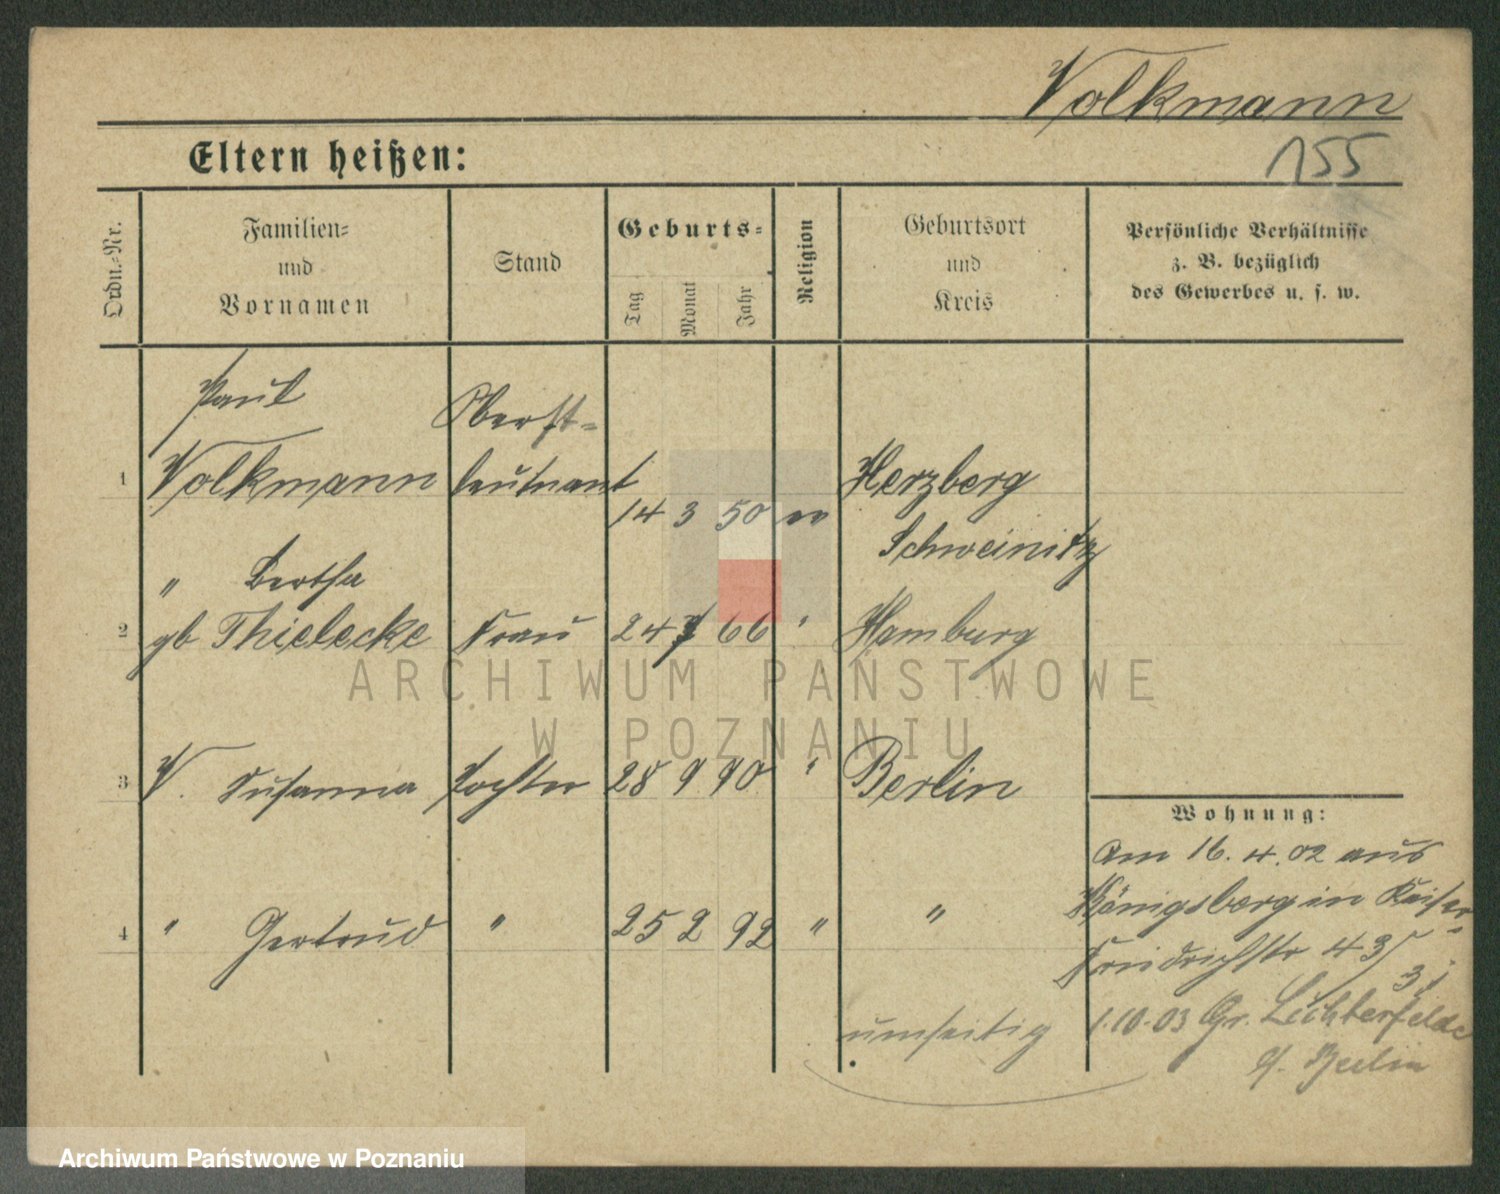 Volkmann
155
Eltern heißen:
Ordn.-Nr.
Familien-
und
Vornamen
Stand
Geburts-
Tag
Monat
Jahr
Religion
Geburtsort
und
Kreis
Persönliche Verhältnisse
z. B. bezüglich
des Gewerbes u. s. w.
Paul
Oberst-
1 Volkmann leutnant Herzberg
14 3 50 ev
Schweinitz
" Bertha
2 gb Thielecke Frau 24 7 66 " Hamburg
3 V. Susanna Tochter 28 9 90 " Berlin
Wohnung:
Am 16. 4. 02 aus
Königsberg in Kaiser
4 " Gertrud " 25 2 92 " "
Friedrichstr 43/
3 j
umseitig 1.10.03 Gr. Lichterfelde
b/. Berlin
ARCHIWUM PAŃSTWOWE
W POZNANIU
Archiwum Państwowe w Poznaniu